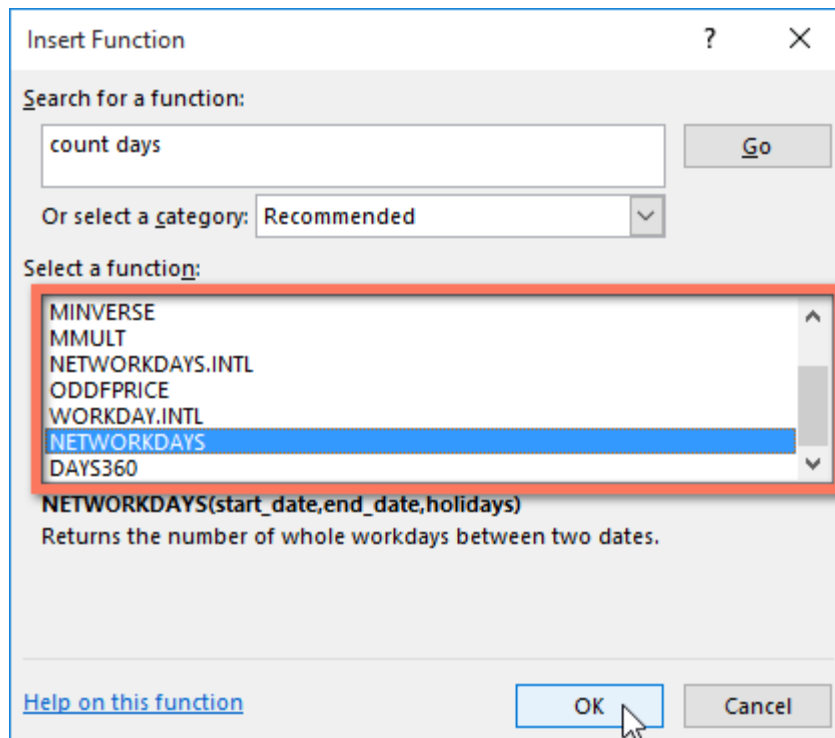 Insert Function
?
Search for a function:
count days
Go
Or select a category: Recommended
Select a function:
MINVERSE
MMULT
NETWORKDAYS.INTL
ODDFPRICE
WORKDAY.INTL
NETWORKDAYS
DAYS360
NETWORKDAYS(start_date,end_date,holidays)
Returns the number of whole workdays between two dates.
Help on this function
OK
Cancel